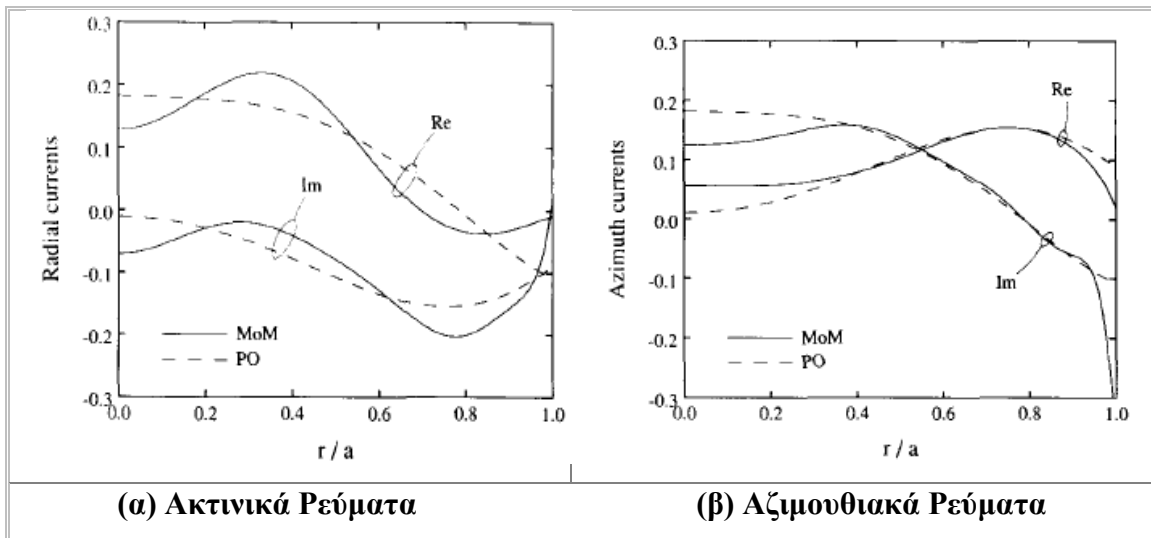 0.3
0.2
0.1
0.0
-0.1
-0.2
-0.3
Radial currents
Re
Im
MoM
PO
0.0 0.2 0.4 0.6 0.8 1.0
r / a
(α) Ακτινικά Ρεύματα
0.3
0.2
0.1
0.0
-0.1
-0.2
-0.3
Azimuth currents
Re
Im
MoM
PO
0.0 0.2 0.4 0.6 0.8 1.0
r / a
(β) Αζιμουθιακά Ρεύματα